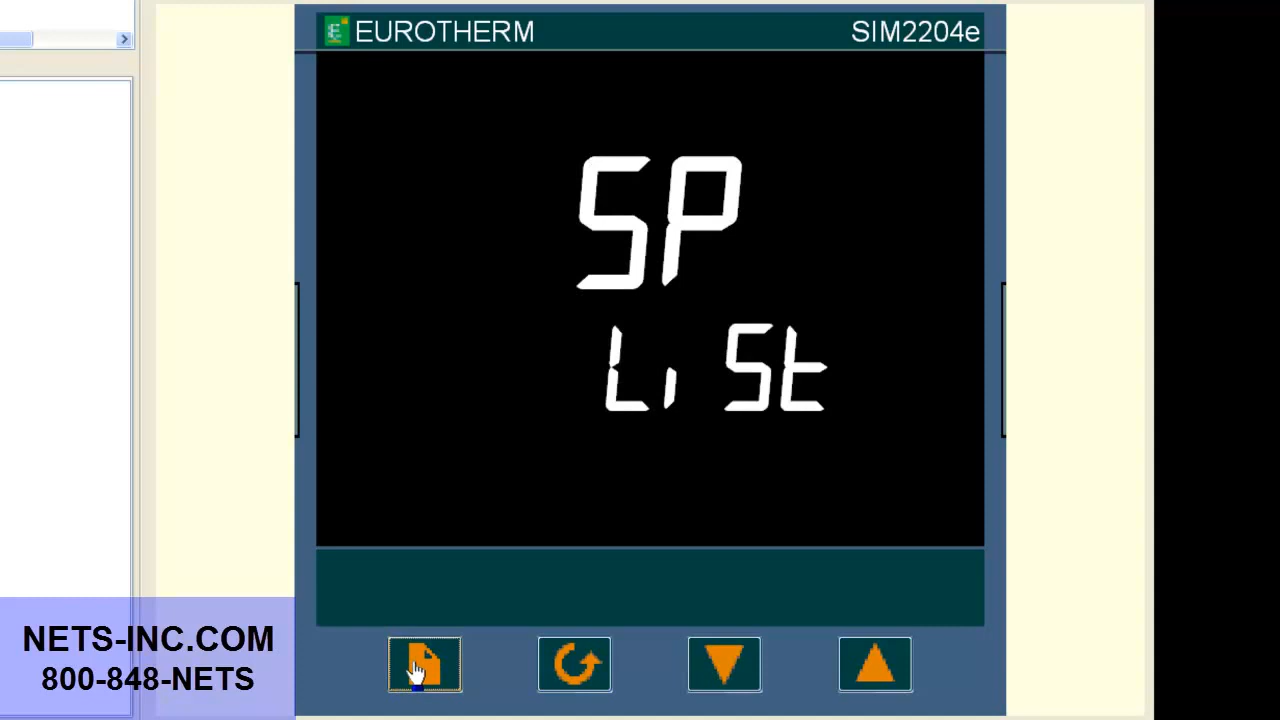 EUROTHERM SIM2204e
SP
LiSt
NETS-INC.COM
800-848-NETS